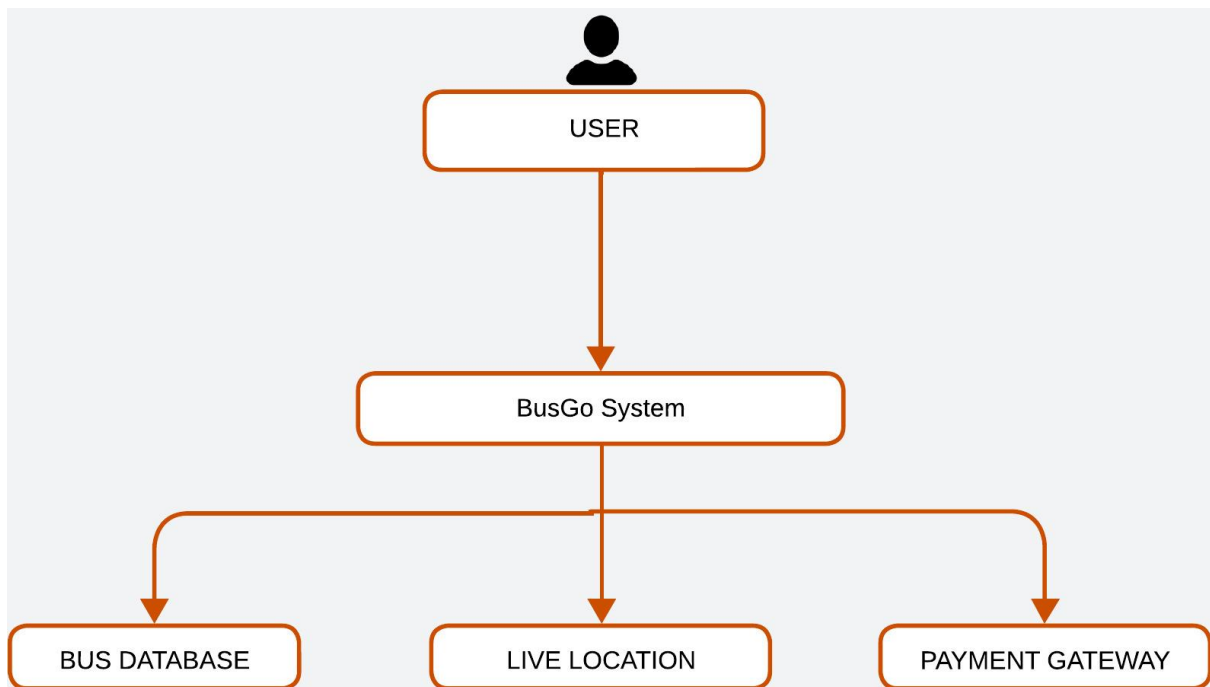 USER
BusGo System
BUS DATABASE
LIVE LOCATION
PAYMENT GATEWAY